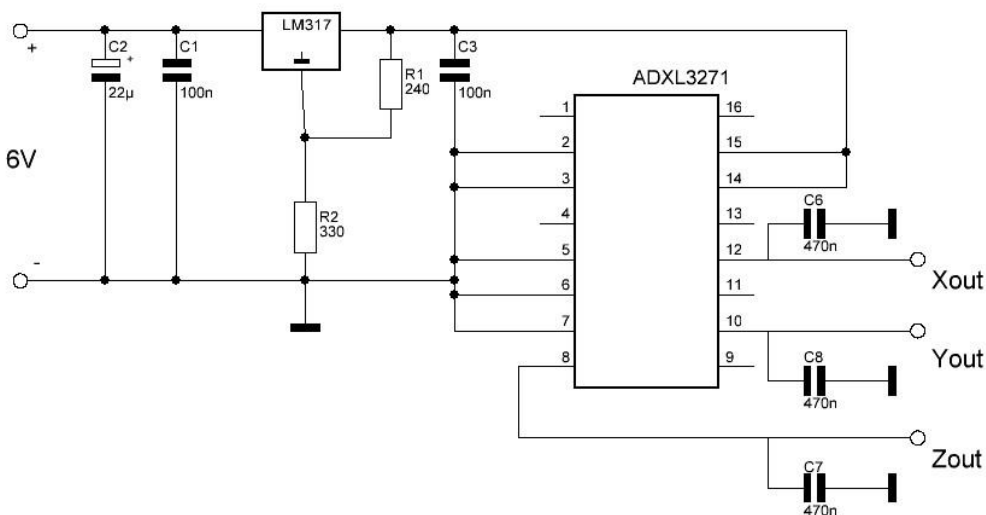 LM317
+
C2
+
22µ
C1
100n
R1
240
C3
100n
ADXL3271
6V
R2
330
-
1
2
3
4
5
6
7
8
16
15
14
13
12
11
10
9
C6
470n
Xout
Yout
C8
470n
Zout
C7
470n